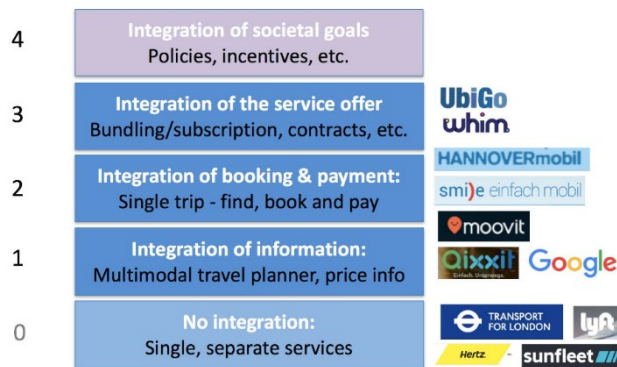 4
Integration of societal goals
Policies, incentives, etc.
3
Integration of the service offer
Bundling/subscription, contracts, etc.
UbiGo
whim
2
Integration of booking & payment:
Single trip - find, book and pay
HANNOVERmobil
smi)e einfach mobil
1
Integration of information:
Multimodal travel planner, price info
moovit
Qixxit
Einfach. Unterwegs.
Google
0
No integration:
Single, separate services
TRANSPORT
FOR LONDON
lyft
Hertz
sunfleet